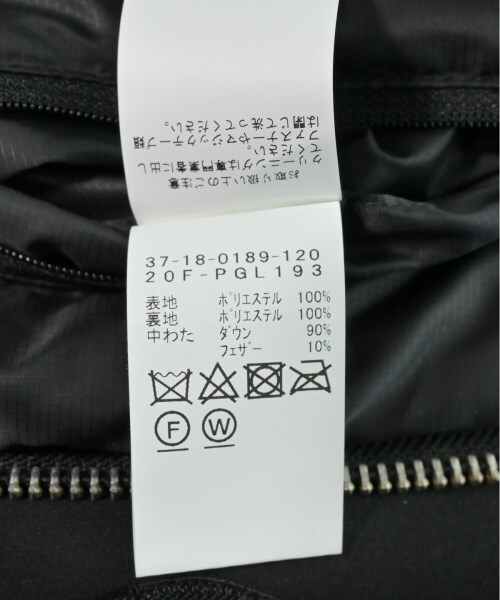 お取り扱い上のご注意
クリーニングは専門業者に出し
てください。
ファスナーやマジックテープ類
は閉じて洗ってください。
37-18-0189-120
20F-PGL193
表地 ポリエステル 100%
裏地 ポリエステル 100%
中わた ダウン 90%
フェザー 10%
F W